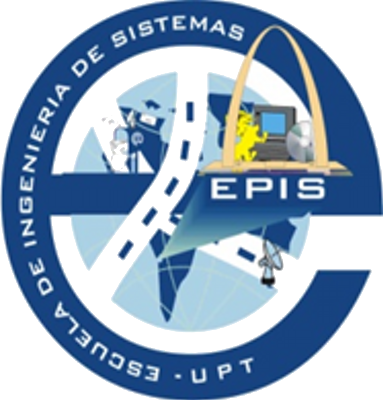 ESCUELA DE INGENIERIA DE SISTEMAS - UPT
EPIS